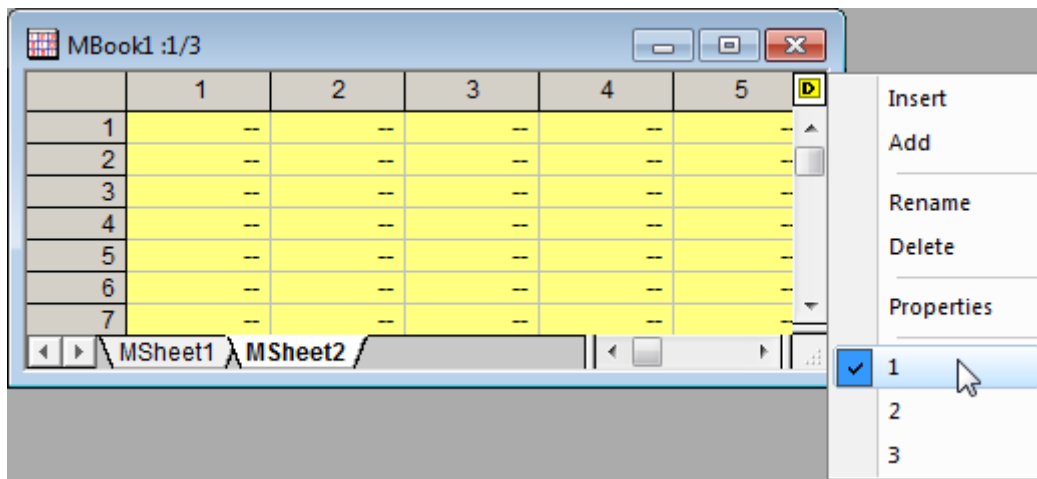 MBook1 :1/3
1 2 3 4 5 D
1 -- -- -- -- --
2 -- -- -- -- --
3 -- -- -- -- --
4 -- -- -- -- --
5 -- -- -- -- --
6 -- -- -- -- --
7 -- -- -- -- --
MSheet1 MSheet2
Insert
Add
Rename
Delete
Properties
1
2
3